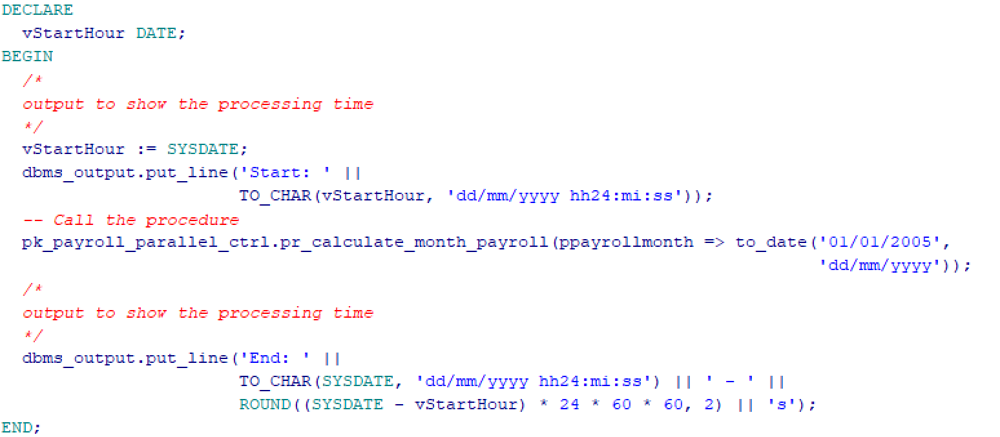 DECLARE
  vStartHour DATE;
BEGIN
  /*
  output to show the processing time
  */
  vStartHour := SYSDATE;
  dbms_output.put_line('Start: ' ||
                       TO_CHAR(vStartHour, 'dd/mm/yyyy hh24:mi:ss'));
  -- Call the procedure
  pk_payroll_parallel_ctrl.pr_calculate_month_payroll(ppayrollmonth => to_date('01/01/2005',
                                                                               'dd/mm/yyyy'));
  /*
  output to show the processing time
  */
  dbms_output.put_line('End: ' ||
                       TO_CHAR(SYSDATE, 'dd/mm/yyyy hh24:mi:ss') || ' - ' ||
                       ROUND((SYSDATE - vStartHour) * 24 * 60 * 60, 2) || 's');
END;